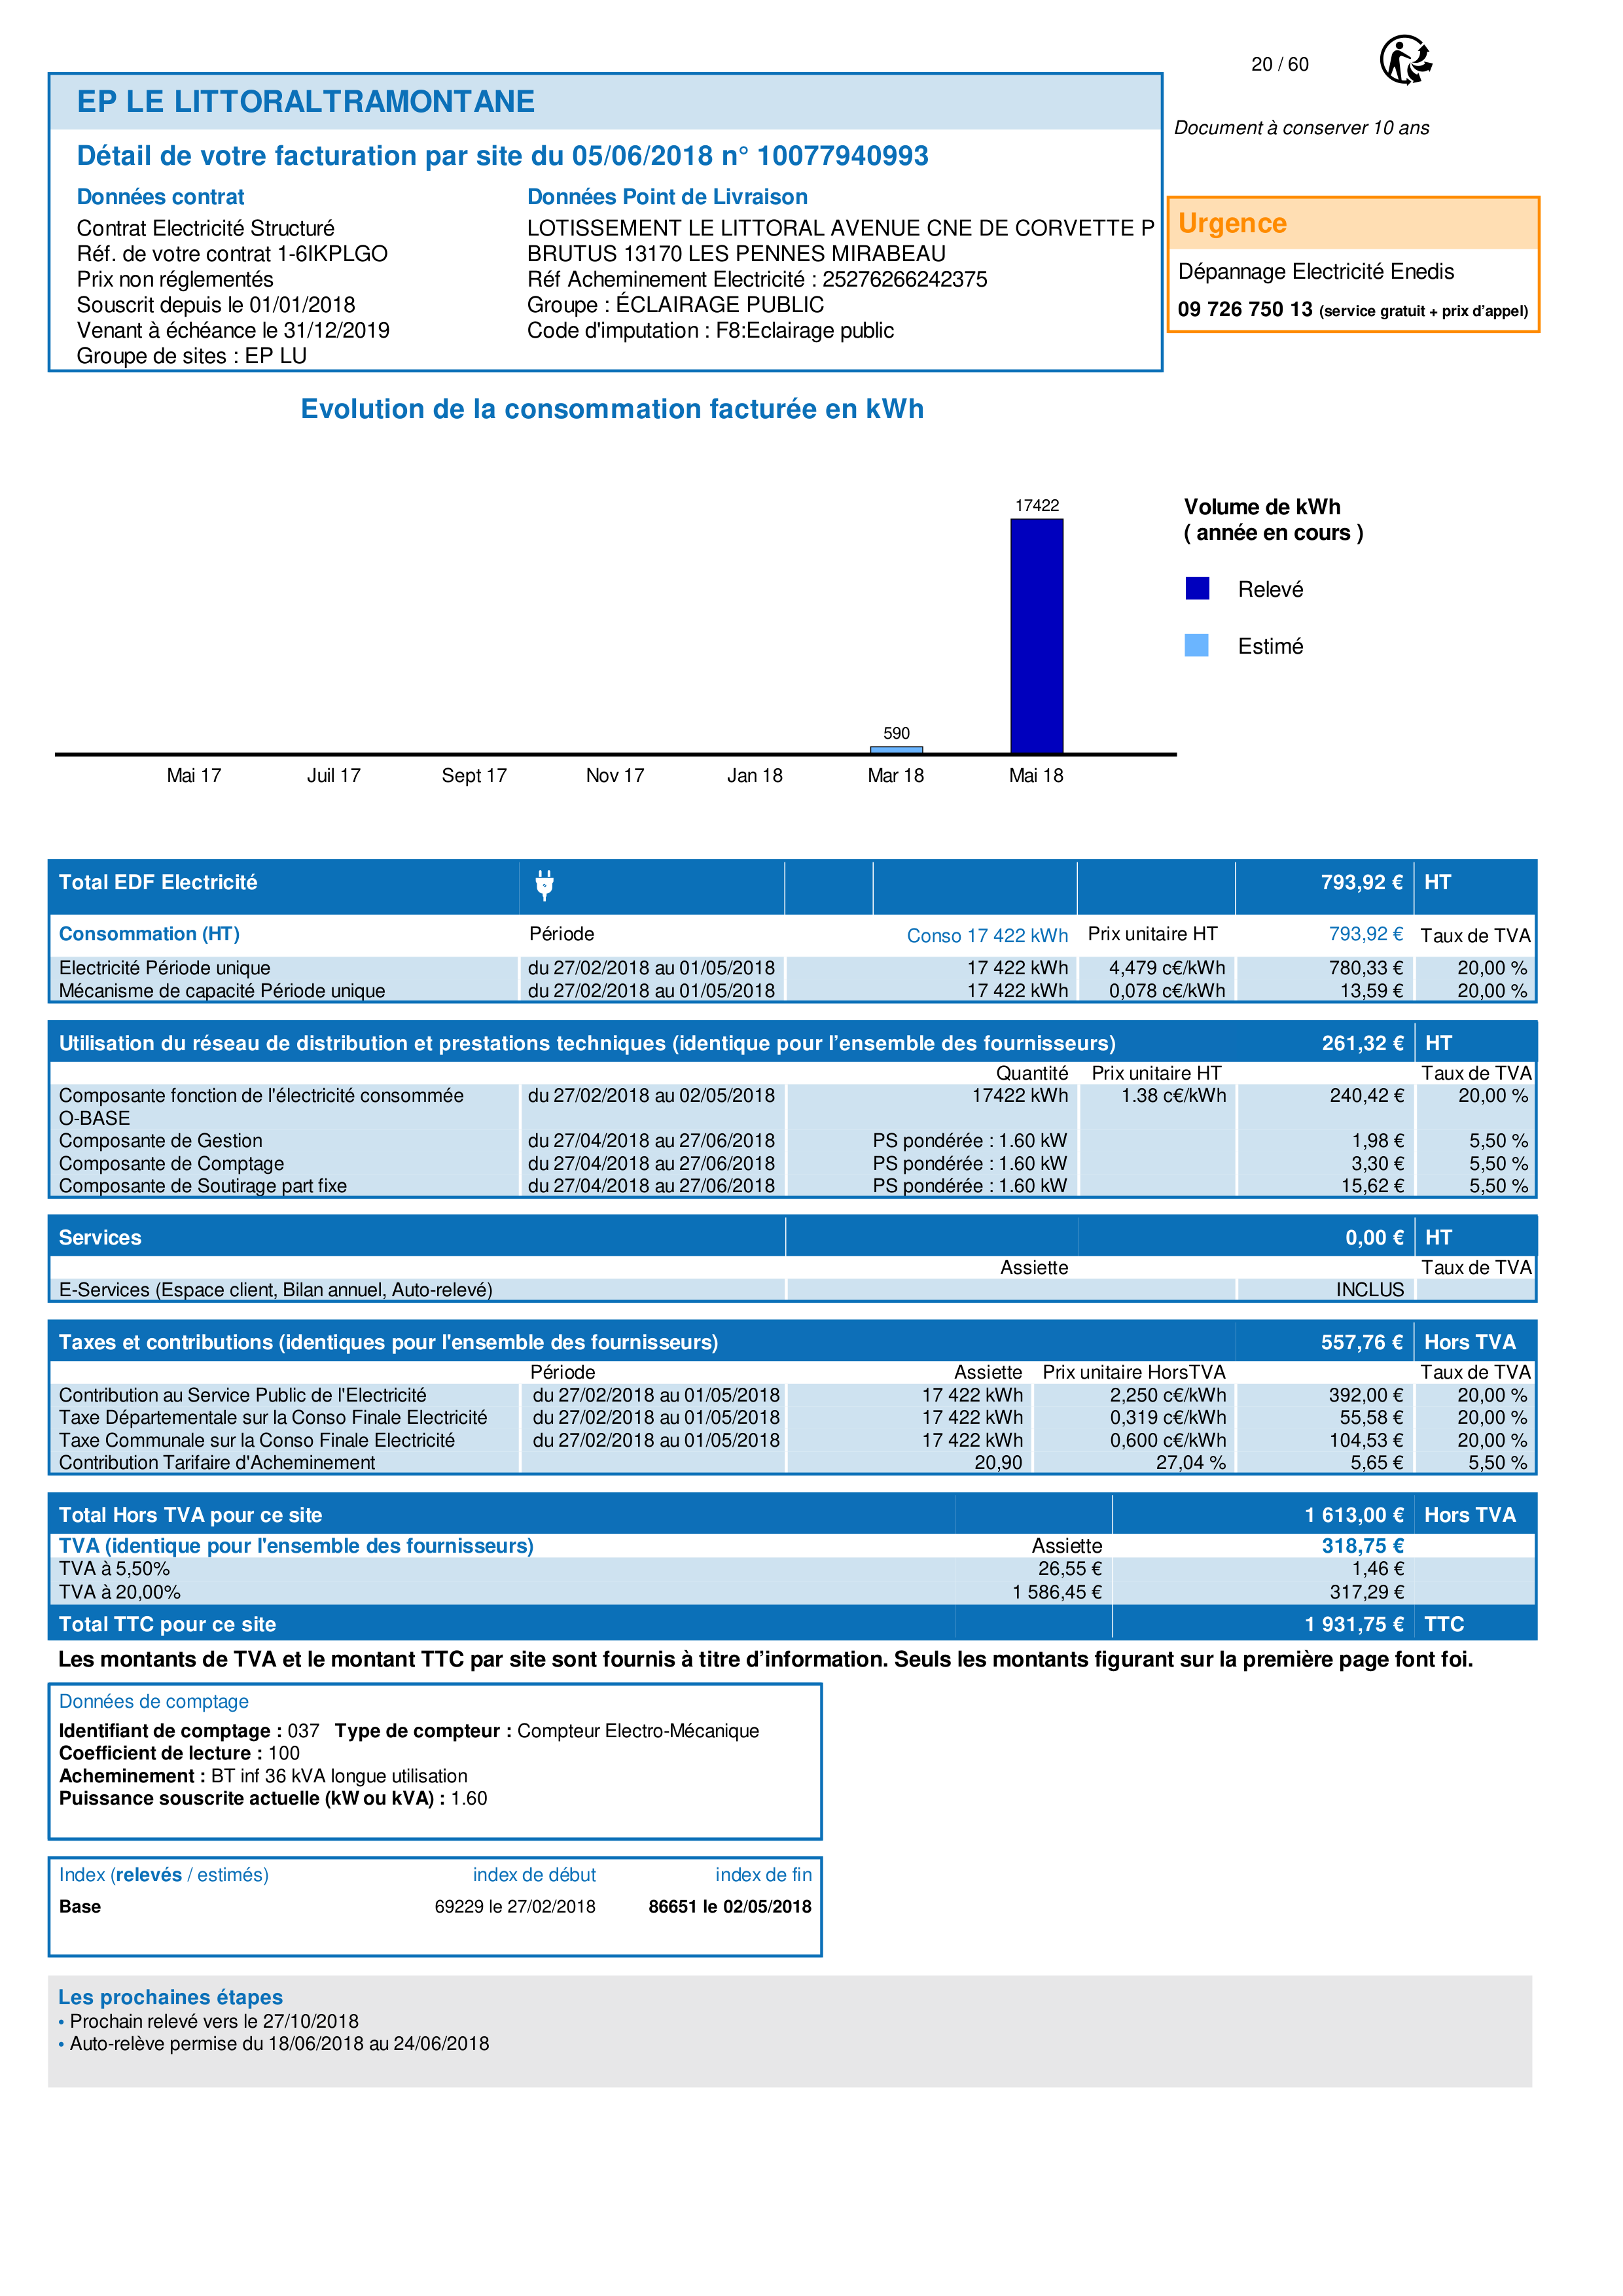 20 / 60
EP LE LITTORALTRAMONTANE
Document à conserver 10 ans
Détail de votre facturation par site du 05/06/2018 n° 10077940993
Données contrat
Contrat Electricité Structuré
Réf. de votre contrat 1-6IKPLGO
Prix non réglementés
Souscrit depuis le 01/01/2018
Venant à échéance le 31/12/2019
Groupe de sites : EP LU
Données Point de Livraison
LOTISSEMENT LE LITTORAL AVENUE CNE DE CORVETTE P
BRUTUS 13170 LES PENNES MIRABEAU
Réf Acheminement Electricité : 25276266242375
Groupe : ÉCLAIRAGE PUBLIC
Code d'imputation : F8:Eclairage public
Urgence
Dépannage Electricité Enedis
09 726 750 13 (service gratuit + prix d’appel)
Evolution de la consommation facturée en kWh
17422
590
Mai 17 Juil 17 Sept 17 Nov 17 Jan 18 Mar 18 Mai 18
Volume de kWh
( année en cours )
Relevé
Estimé
Total EDF Electricité 793,92 € HT
Consommation (HT) Période Conso 17 422 kWh Prix unitaire HT 793,92 € Taux de TVA
Electricité Période unique du 27/02/2018 au 01/05/2018 17 422 kWh 4,479 c€/kWh 780,33 € 20,00 %
Mécanisme de capacité Période unique du 27/02/2018 au 01/05/2018 17 422 kWh 0,078 c€/kWh 13,59 € 20,00 %
Utilisation du réseau de distribution et prestations techniques (identique pour l’ensemble des fournisseurs) 261,32 € HT
Quantité Prix unitaire HT Taux de TVA
Composante fonction de l'électricité consommée du 27/02/2018 au 02/05/2018 17422 kWh 1.38 c€/kWh 240,42 € 20,00 %
O-BASE
Composante de Gestion du 27/04/2018 au 27/06/2018 PS pondérée : 1.60 kW 1,98 € 5,50 %
Composante de Comptage du 27/04/2018 au 27/06/2018 PS pondérée : 1.60 kW 3,30 € 5,50 %
Composante de Soutirage part fixe du 27/04/2018 au 27/06/2018 PS pondérée : 1.60 kW 15,62 € 5,50 %
Services 0,00 € HT
Assiette Taux de TVA
E-Services (Espace client, Bilan annuel, Auto-relevé) INCLUS
Taxes et contributions (identiques pour l'ensemble des fournisseurs) 557,76 € Hors TVA
Période Assiette Prix unitaire HorsTVA Taux de TVA
Contribution au Service Public de l'Electricité du 27/02/2018 au 01/05/2018 17 422 kWh 2,250 c€/kWh 392,00 € 20,00 %
Taxe Départementale sur la Conso Finale Electricité du 27/02/2018 au 01/05/2018 17 422 kWh 0,319 c€/kWh 55,58 € 20,00 %
Taxe Communale sur la Conso Finale Electricité du 27/02/2018 au 01/05/2018 17 422 kWh 0,600 c€/kWh 104,53 € 20,00 %
Contribution Tarifaire d'Acheminement 20,90 27,04 % 5,65 € 5,50 %
Total Hors TVA pour ce site 1 613,00 € Hors TVA
TVA (identique pour l'ensemble des fournisseurs) Assiette 318,75 €
TVA à 5,50% 26,55 € 1,46 €
TVA à 20,00% 1 586,45 € 317,29 €
Total TTC pour ce site 1 931,75 € TTC
Les montants de TVA et le montant TTC par site sont fournis à titre d’information. Seuls les montants figurant sur la première page font foi.
Données de comptage
Identifiant de comptage : 037 Type de compteur : Compteur Electro-Mécanique
Coefficient de lecture : 100
Acheminement : BT inf 36 kVA longue utilisation
Puissance souscrite actuelle (kW ou kVA) : 1.60
Index (relevés / estimés) index de début index de fin
Base 69229 le 27/02/2018 86651 le 02/05/2018
Les prochaines étapes
• Prochain relevé vers le 27/10/2018
• Auto-relève permise du 18/06/2018 au 24/06/2018